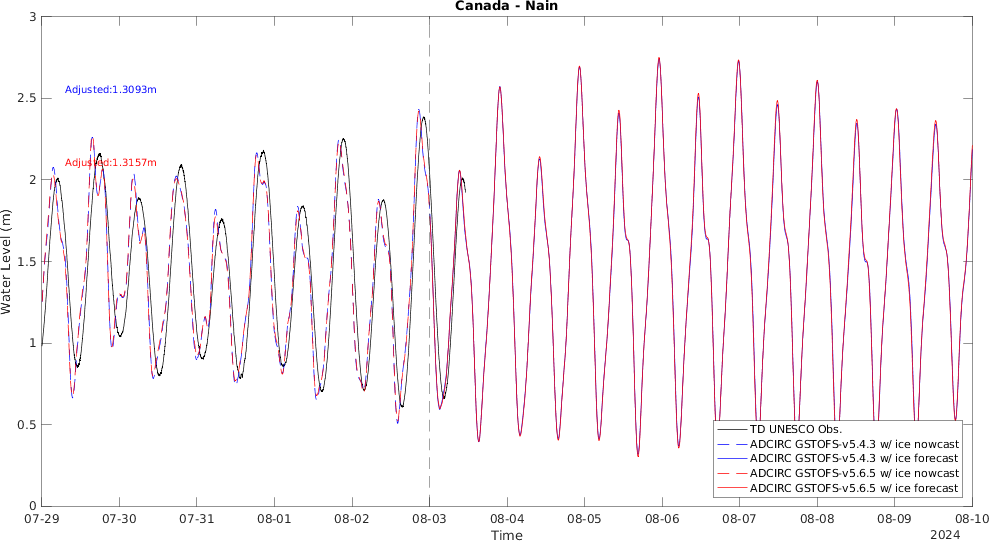 Canada - Nain
3
2.5
2
1.5
1
0.5
0
Water Level (m)
Adjusted:1.3093m
Adjusted:1.3157m
TD UNESCO Obs.
ADCIRC GSTOFS-v5.4.3 w/ ice nowcast
ADCIRC GSTOFS-v5.4.3 w/ ice forecast
ADCIRC GSTOFS-v5.6.5 w/ ice nowcast
ADCIRC GSTOFS-v5.6.5 w/ ice forecast
07-29 07-30 07-31 08-01 08-02 08-03 08-04 08-05 08-06 08-07 08-08 08-09 08-10
Time
2024